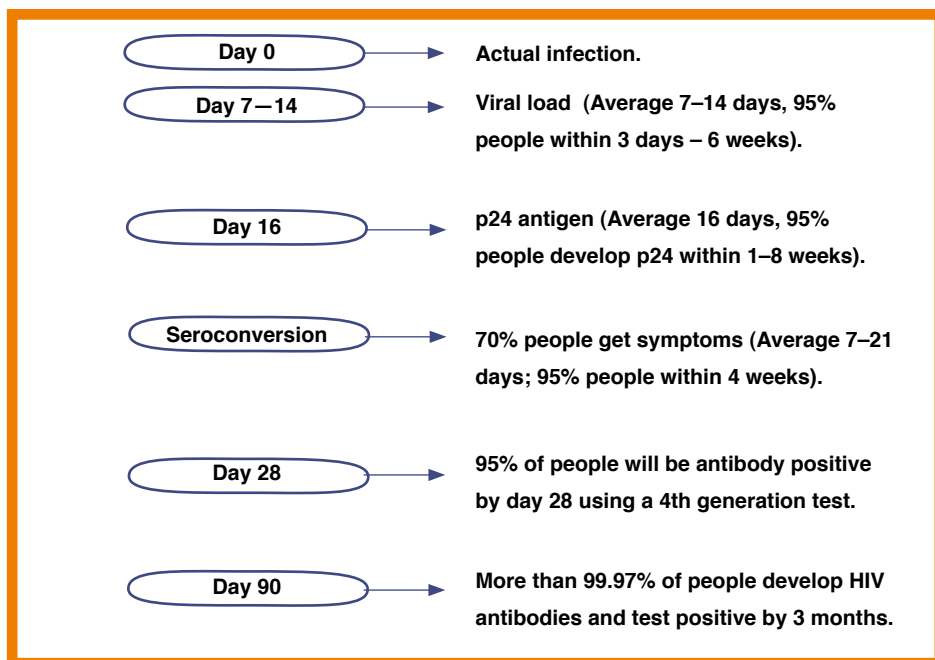 Day 0
Actual infection.
Day 7—14
Viral load (Average 7–14 days, 95%
people within 3 days – 6 weeks).
Day 16
p24 antigen (Average 16 days, 95%
people develop p24 within 1–8 weeks).
Seroconversion
70% people get symptoms (Average 7–21
days; 95% people within 4 weeks).
Day 28
95% of people will be antibody positive
by day 28 using a 4th generation test.
Day 90
More than 99.97% of people develop HIV
antibodies and test positive by 3 months.